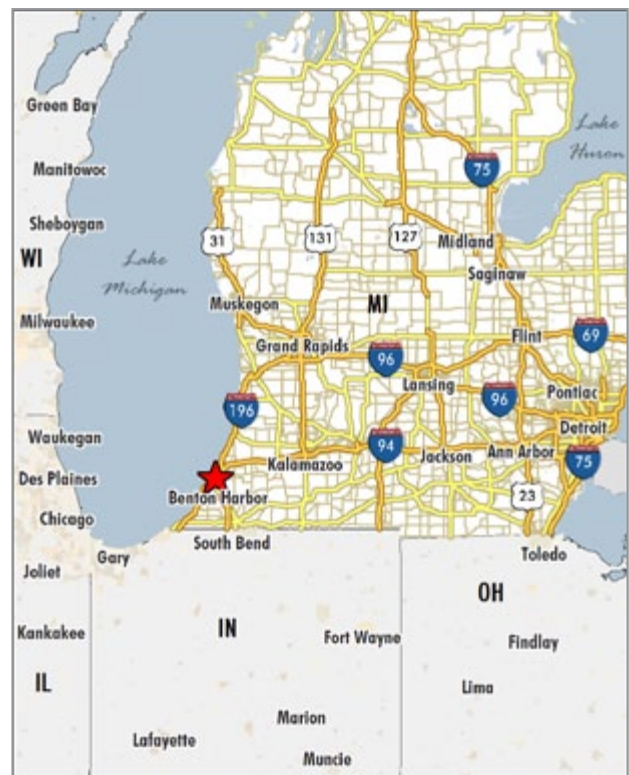 Green Bay
Lake
Huron
75
Manitowoc
Sheboygan
31
131
127
Midland
WI
Lake
Michigan
Saginaw
Muskegon
MI
Milwaukee
Grand Rapids
Flint
69
96
Lansing
96
Pontiac
196
Waukegan
94
Detroit
Des Plaines
Kalamazoo
Jackson
Ann Arbor
75
Benton Harbor
23
Chicago
South Bend
Gary
Toledo
Joliet
OH
Kankakee
IN
Fort Wayne
Findlay
IL
Lima
Marion
Lafayette
Muncie